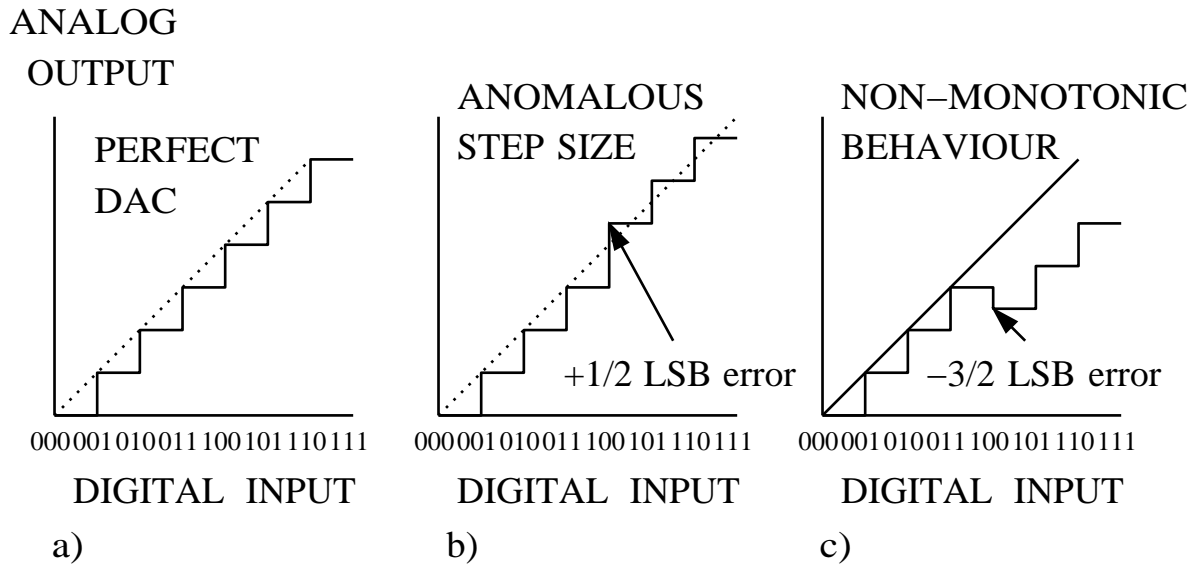 ANALOG
OUTPUT
PERFECT
DAC
000 001 010 011 100 101 110 111
DIGITAL INPUT
a)
ANOMALOUS
STEP SIZE
+1/2 LSB error
000 001 010 011 100 101 110 111
DIGITAL INPUT
b)
NON−MONOTONIC
BEHAVIOUR
−3/2 LSB error
000 001 010 011 100 101 110 111
DIGITAL INPUT
c)